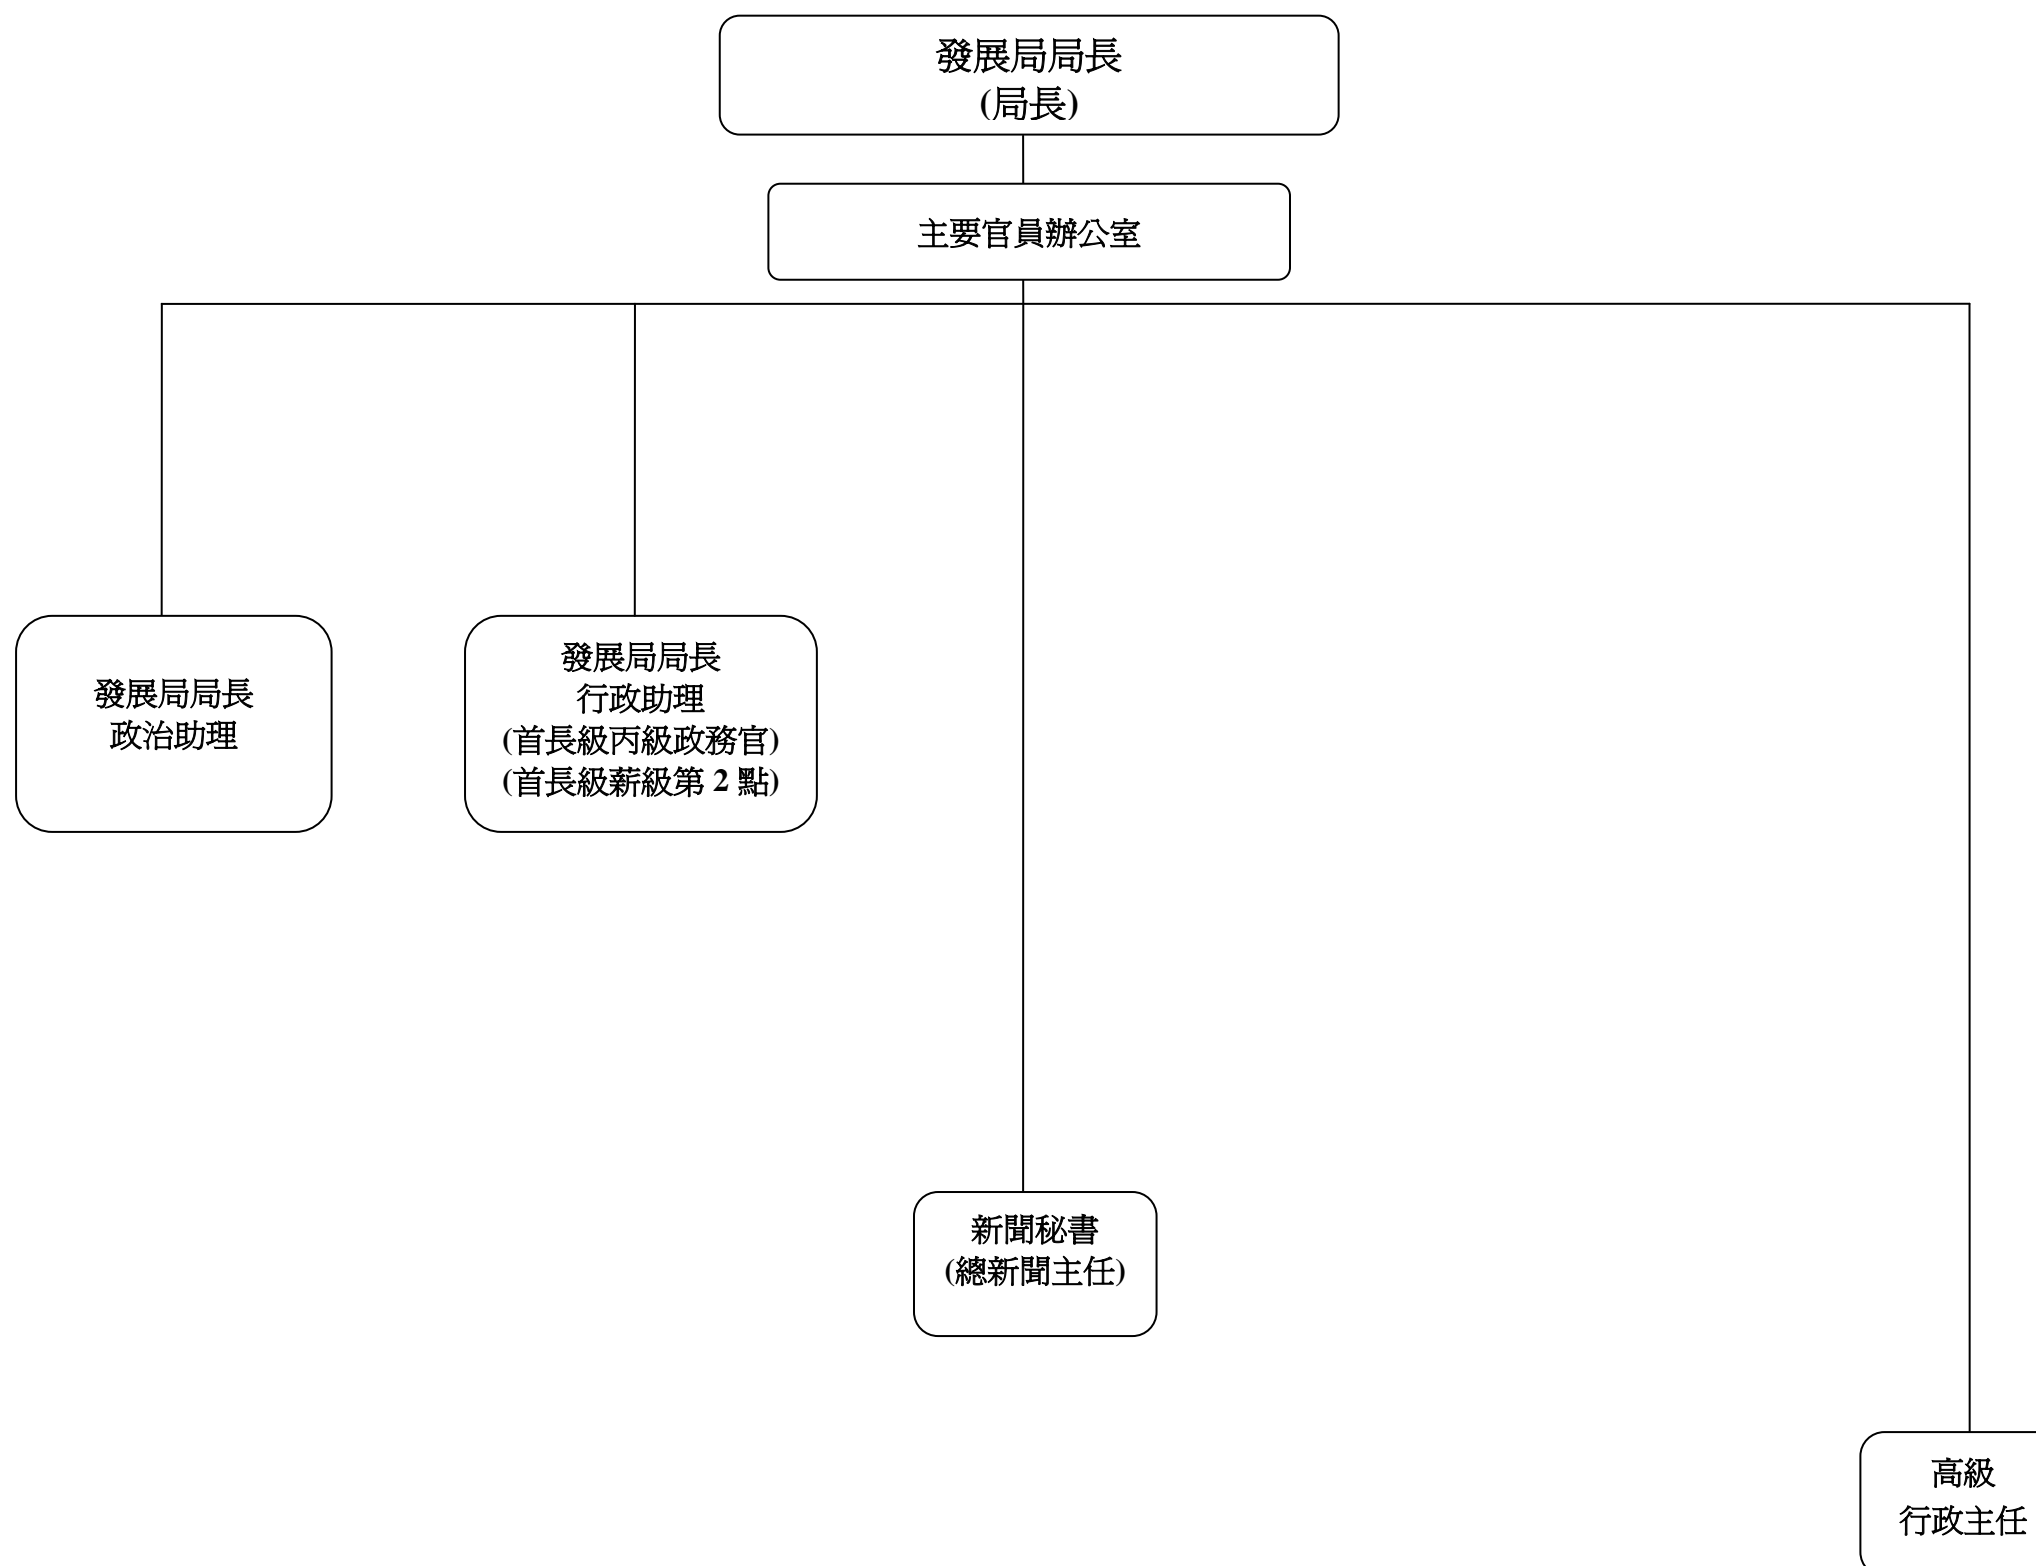 發展局局長
(局長)
主要官員辦公室
發展局局長
政治助理
發展局局長
行政助理
(首長級丙級政務官)
(首長級薪級第 2 點)
新聞秘書
(總新聞主任)
高級
行政主任